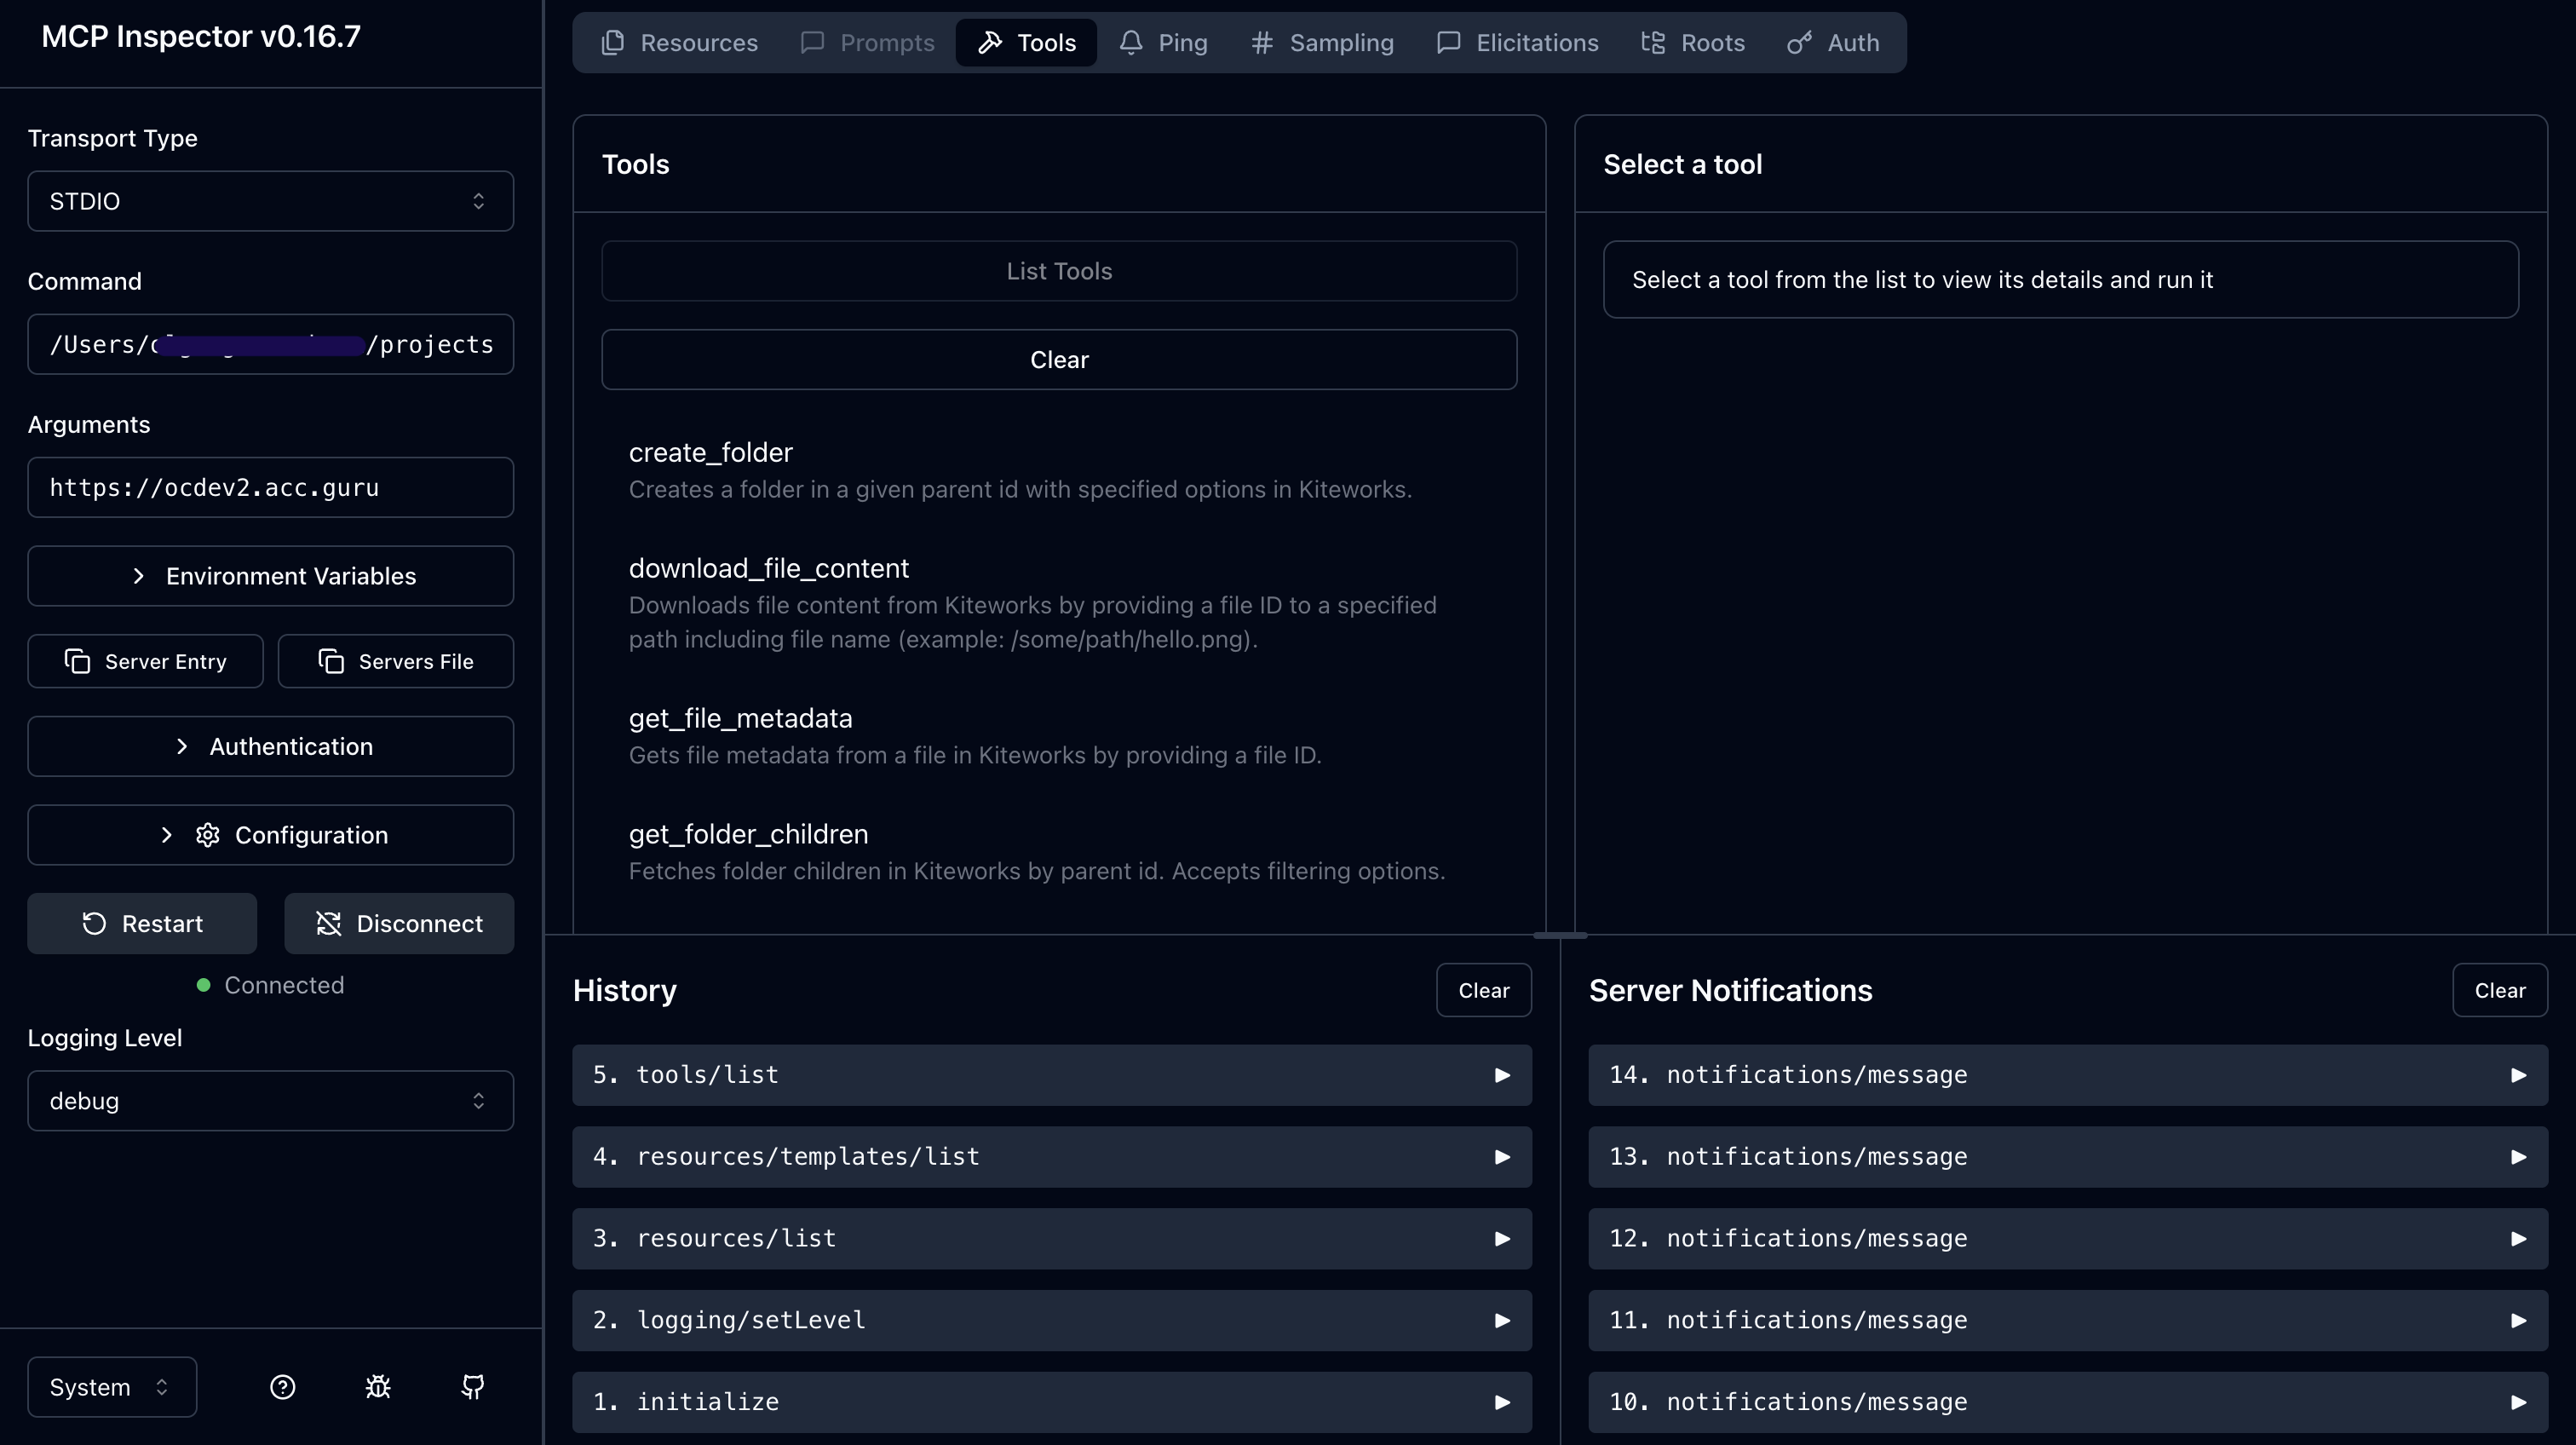 MCP Inspector v0.16.7
Transport Type
STDIO
Command
/Users/ /projects
Arguments
https://ocdev2.acc.guru
Environment Variables
Server Entry
Servers File
Authentication
Configuration
Restart
Disconnect
Connected
Logging Level
debug
System
Resources
Prompts
Tools
Ping
Sampling
Elicitations
Roots
Auth
Tools
List Tools
Clear
create_folder
Creates a folder in a given parent id with specified options in Kiteworks.
download_file_content
Downloads file content from Kiteworks by providing a file ID to a specified
path including file name (example: /some/path/hello.png).
get_file_metadata
Gets file metadata from a file in Kiteworks by providing a file ID.
get_folder_children
Fetches folder children in Kiteworks by parent id. Accepts filtering options.
Select a tool
Select a tool from the list to view its details and run it
History
Clear
5. tools/list
4. resources/templates/list
3. resources/list
2. logging/setLevel
1. initialize
Server Notifications
Clear
14. notifications/message
13. notifications/message
12. notifications/message
11. notifications/message
10. notifications/message